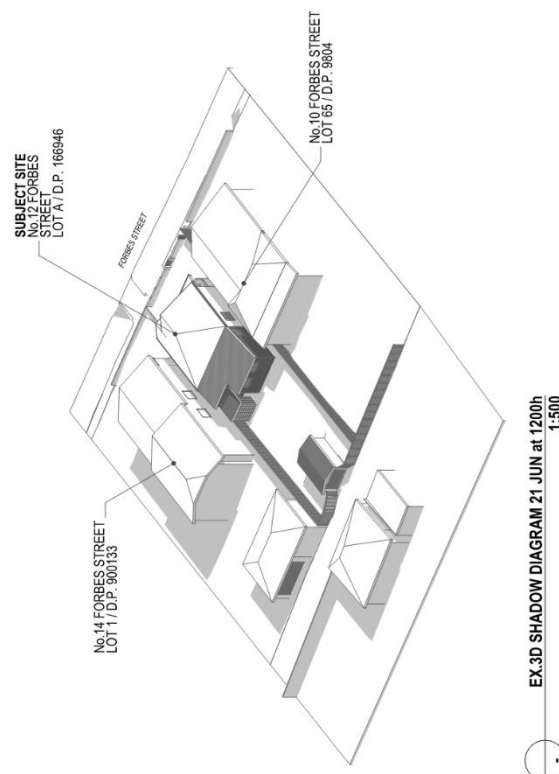 SUBJECT SITE
No.12 FORBES
STREET
LOT A / D.P. 166946
FORBES STREET
No.10 FORBES STREET
LOT 65 / D.P. 9804
No.14 FORBES STREET
LOT 1 / D.P. 900133
EX.3D SHADOW DIAGRAM 21 JUN at 1200h
1:500